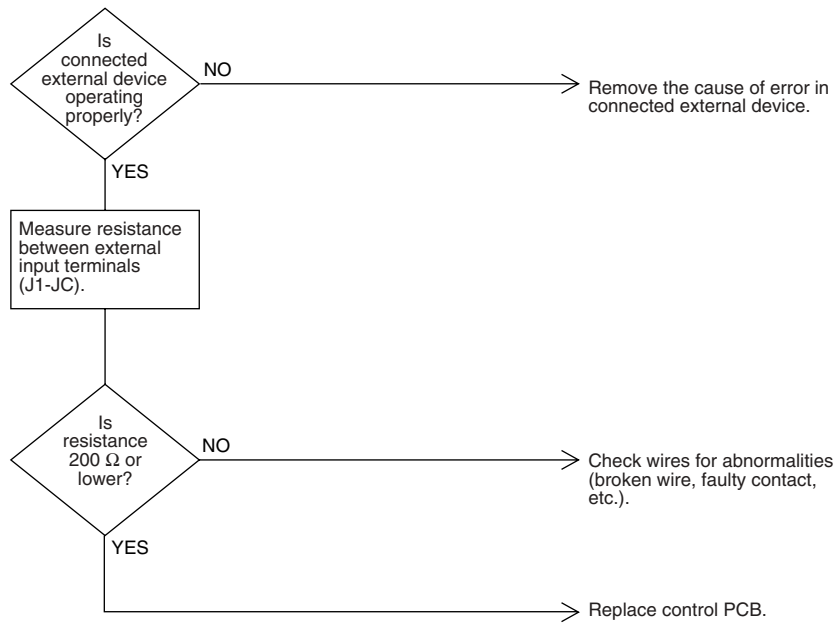 Is
connected
external device
operating
properly?
NO
Remove the cause of error in
connected external device.
YES
Measure resistance
between external
input terminals
(J1-JC).
Is
resistance
200 Ω or
lower?
NO
Check wires for abnormalities
(broken wire, faulty contact,
etc.).
YES
Replace control PCB.